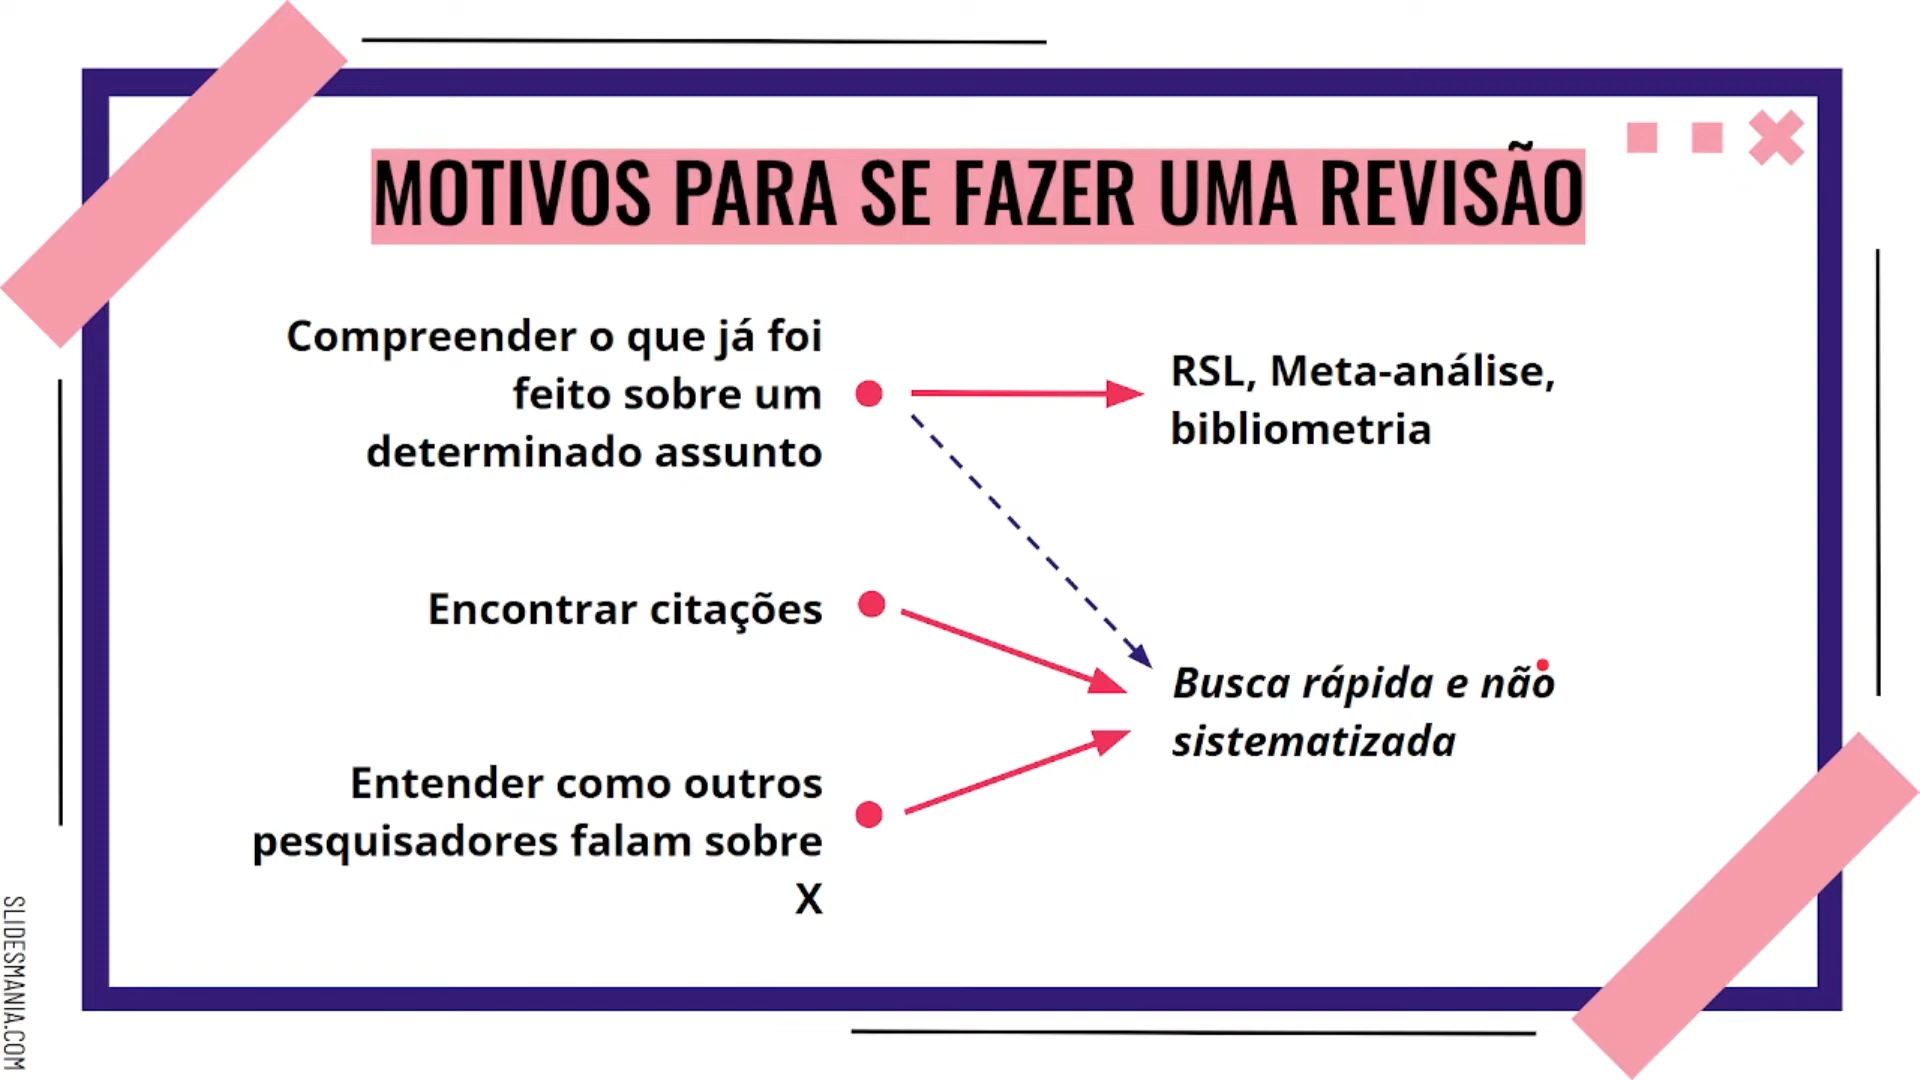 MOTIVOS PARA SE FAZER UMA REVISÃO
Compreender o que já foi
feito sobre um
determinado assunto
RSL, Meta-análise,
bibliometria
Encontrar citações
Busca rápida e não
sistematizada
Entender como outros
pesquisadores falam sobre
X
SLIDESMANIA.COM